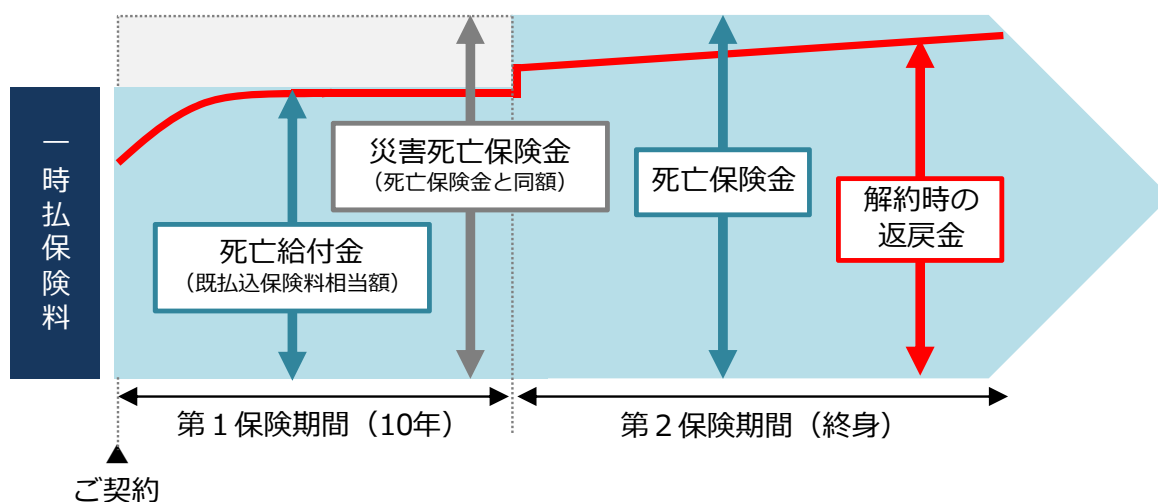 一時払保険料
災害死亡保険金
（死亡保険金と同額）
死亡保険金
解約時の
返戻金
死亡給付金
（既払込保険料相当額）
第１保険期間（10年）
第２保険期間（終身）
ご契約